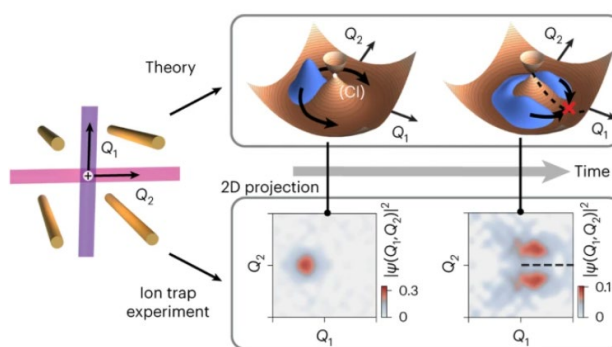 Theory
Q2
(CI)
Q1
Q2
Q1
Q1
Q2
Time
2D projection
Ion trap
experiment
Q2
Q1
|ψ(Q1,Q2)|²
0.3
0
Q2
Q1
|ψ(Q1,Q2)|²
0.1
0